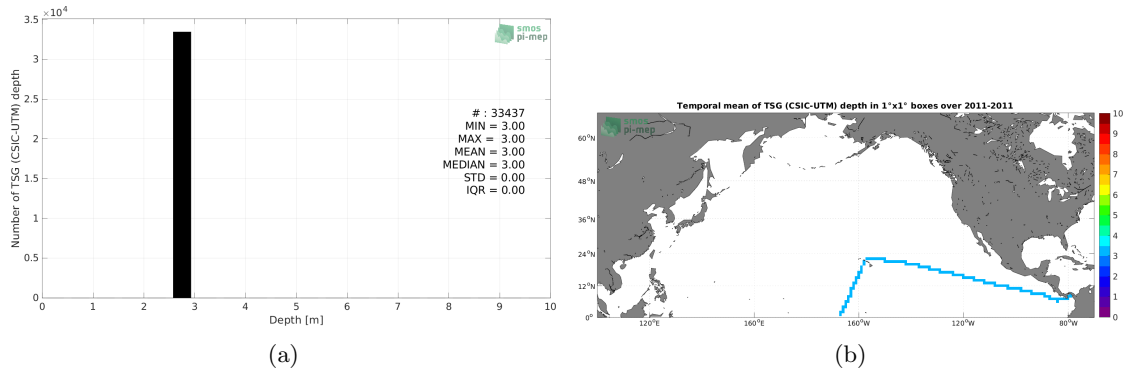 3.5 ×10⁴
3
2.5
2
1.5
1
0.5
0
Number of TSG (CSIC-UTM) depth
smos
pi-mep
# : 33437
MIN = 3.00
MAX = 3.00
MEAN = 3.00
MEDIAN = 3.00
STD = 0.00
IQR = 0.00
0 1 2 3 4 5 6 7 8 9 10
Depth [m]
(a)
Temporal mean of TSG (CSIC-UTM) depth in 1°x1° boxes over 2011-2011
smos
pi-mep
60°N
48°N
36°N
24°N
12°N
0°
120°E 160°E 160°W 120°W 80°W
10
9
8
7
6
5
4
3
2
1
0
(b)